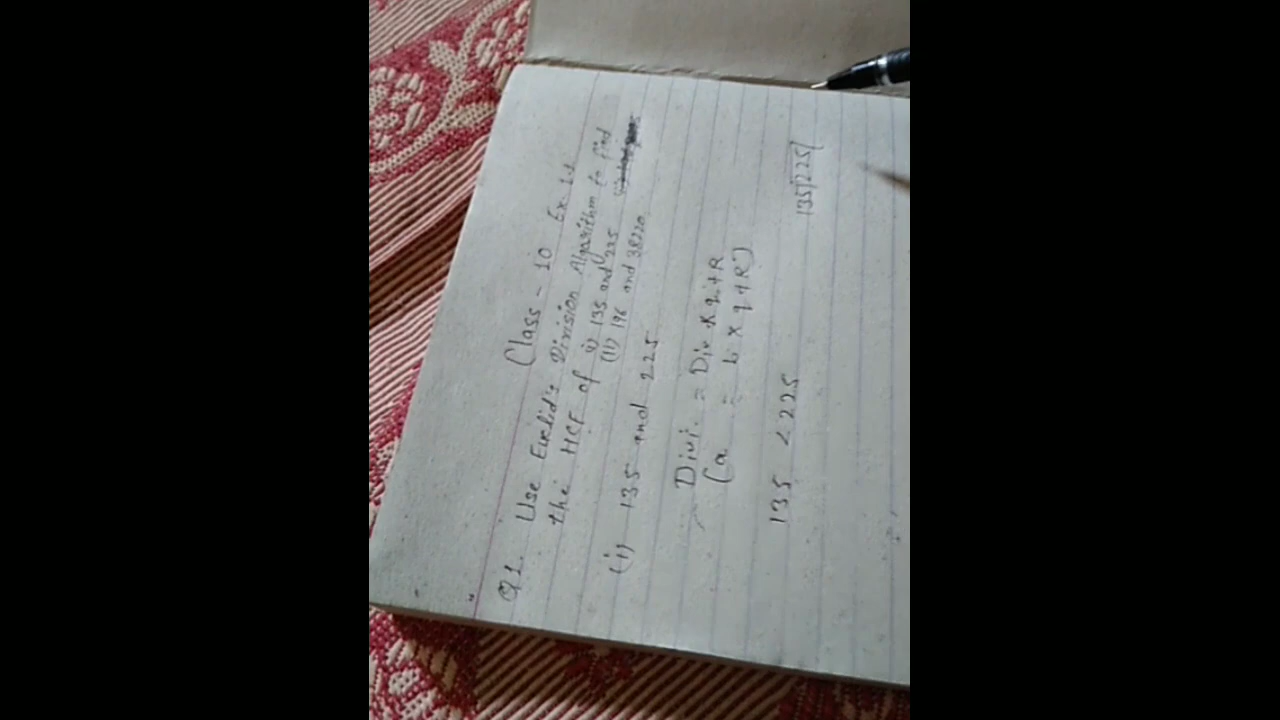 Class - 10 Ex. 1.1
Q1. Use Euclid's Division Algorithm to find
the HCF of i) 135 and 225
(II) 196 and 38220
(i) 135 and 225
Divi. = Div × q + R
(a = b × q + R)
135 < 225
135)225(